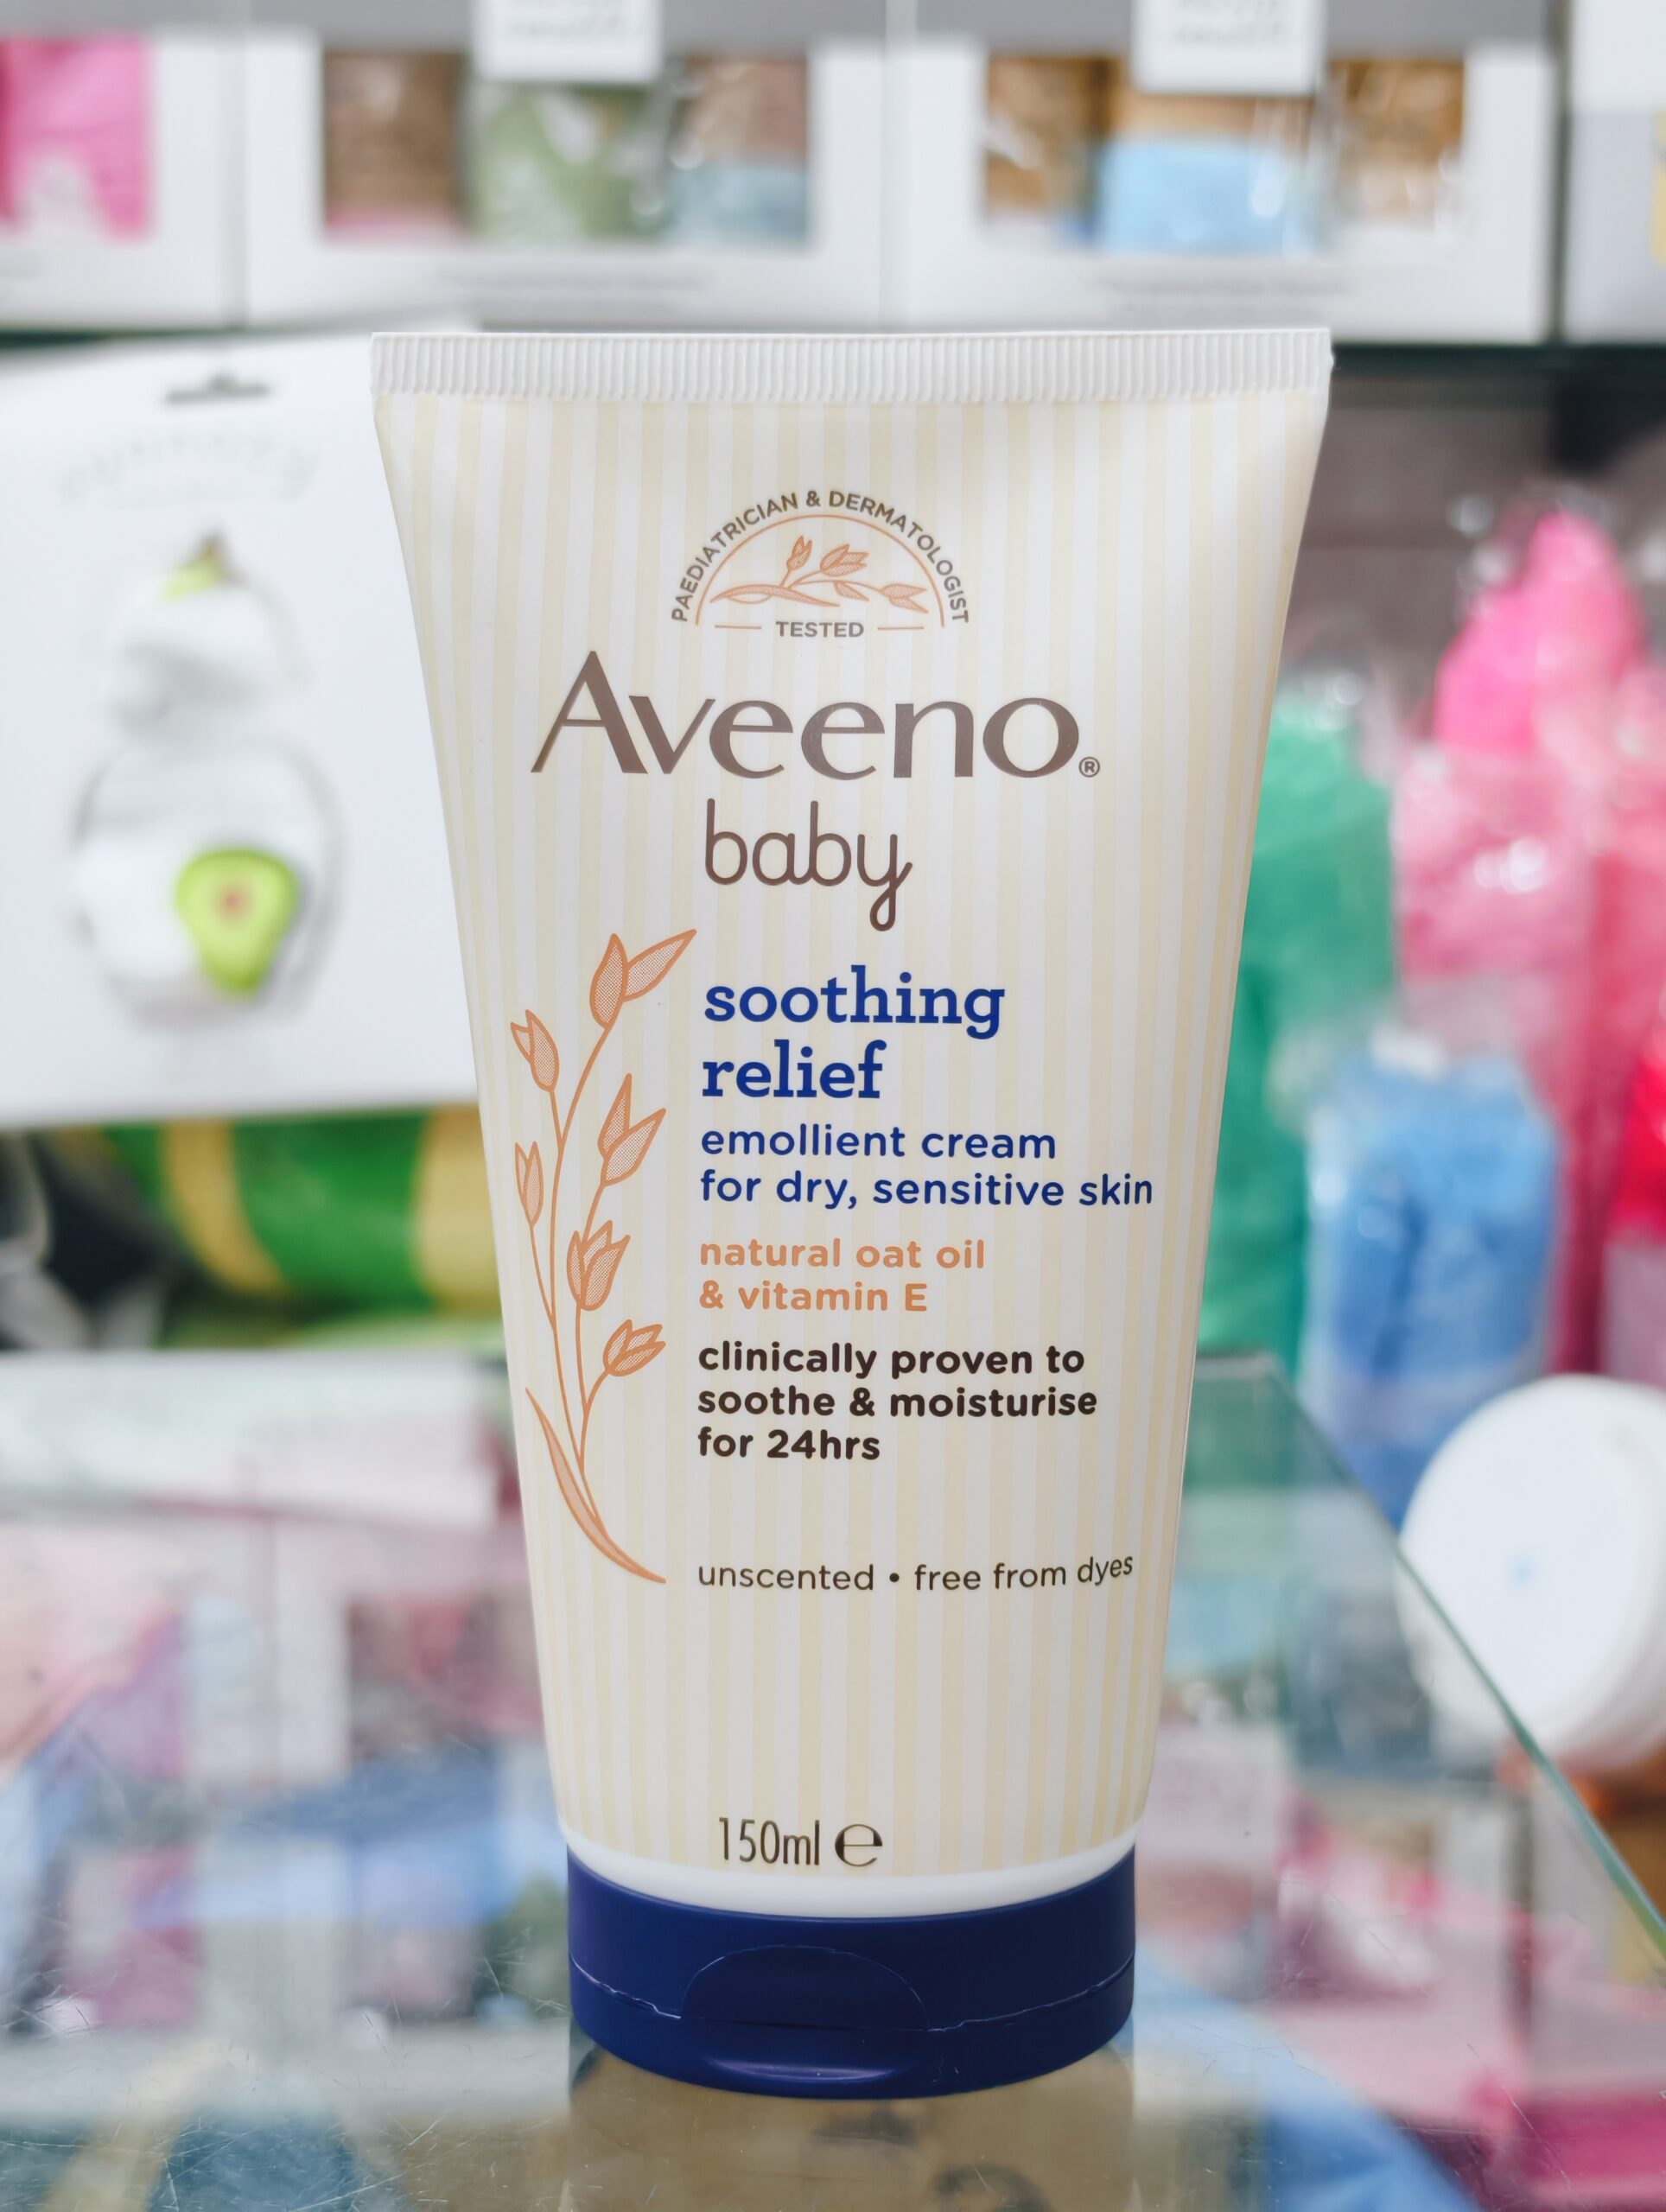 PAEDIATRICIAN & DERMATOLOGIST
TESTED
Aveeno®
baby
soothing
relief
emollient cream
for dry, sensitive skin
natural oat oil
& vitamin E
clinically proven to
soothe & moisturise
for 24hrs
unscented • free from dyes
150ml ℮